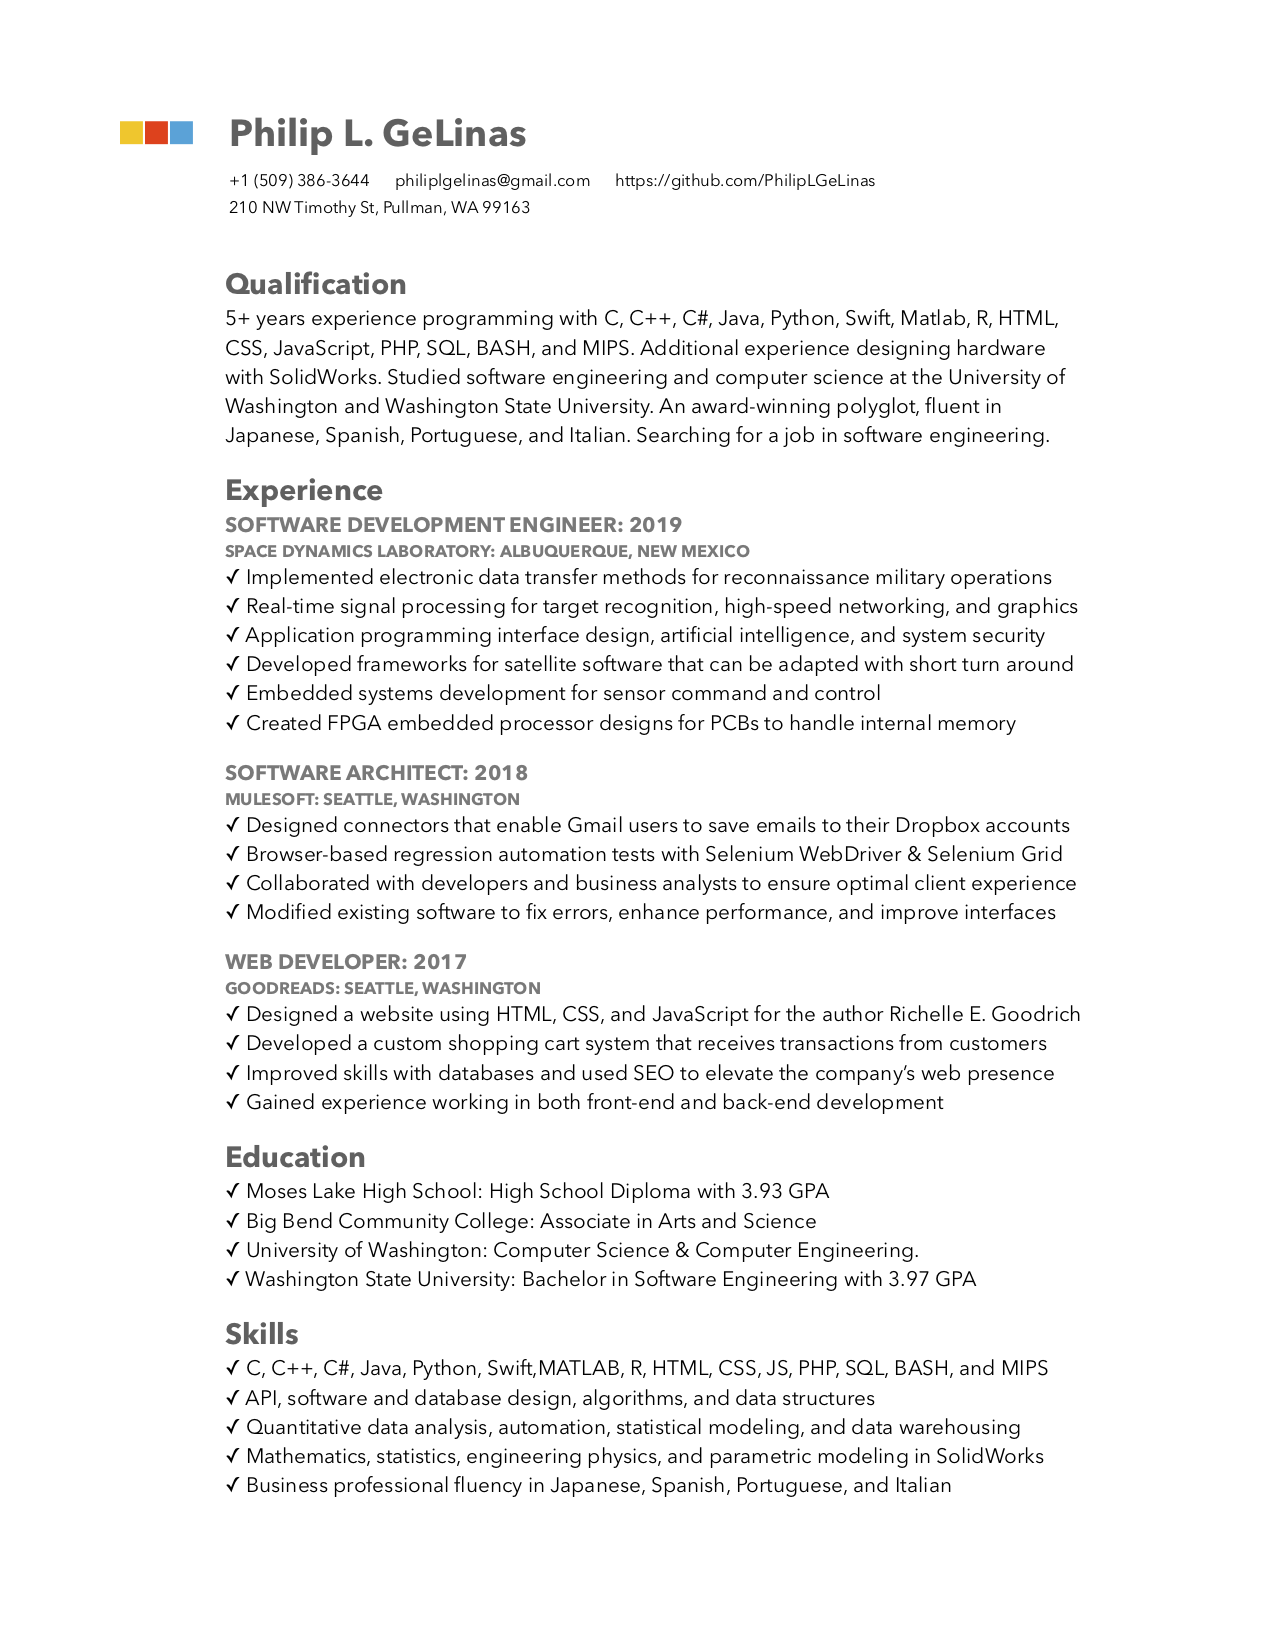 Philip L. GeLinas
+1 (509) 386-3644 philiplgelinas@gmail.com https://github.com/PhilipLGeLinas
210 NW Timothy St, Pullman, WA 99163
Qualification
5+ years experience programming with C, C++, C#, Java, Python, Swift, Matlab, R, HTML,
CSS, JavaScript, PHP, SQL, BASH, and MIPS. Additional experience designing hardware
with SolidWorks. Studied software engineering and computer science at the University of
Washington and Washington State University. An award-winning polyglot, fluent in
Japanese, Spanish, Portuguese, and Italian. Searching for a job in software engineering.
Experience
SOFTWARE DEVELOPMENT ENGINEER: 2019
SPACE DYNAMICS LABORATORY: ALBUQUERQUE, NEW MEXICO
✓ Implemented electronic data transfer methods for reconnaissance military operations
✓ Real-time signal processing for target recognition, high-speed networking, and graphics
✓ Application programming interface design, artificial intelligence, and system security
✓ Developed frameworks for satellite software that can be adapted with short turn around
✓ Embedded systems development for sensor command and control
✓ Created FPGA embedded processor designs for PCBs to handle internal memory
SOFTWARE ARCHITECT: 2018
MULESOFT: SEATTLE, WASHINGTON
✓ Designed connectors that enable Gmail users to save emails to their Dropbox accounts
✓ Browser-based regression automation tests with Selenium WebDriver & Selenium Grid
✓ Collaborated with developers and business analysts to ensure optimal client experience
✓ Modified existing software to fix errors, enhance performance, and improve interfaces
WEB DEVELOPER: 2017
GOODREADS: SEATTLE, WASHINGTON
✓ Designed a website using HTML, CSS, and JavaScript for the author Richelle E. Goodrich
✓ Developed a custom shopping cart system that receives transactions from customers
✓ Improved skills with databases and used SEO to elevate the company’s web presence
✓ Gained experience working in both front-end and back-end development
Education
✓ Moses Lake High School: High School Diploma with 3.93 GPA
✓ Big Bend Community College: Associate in Arts and Science
✓ University of Washington: Computer Science & Computer Engineering.
✓ Washington State University: Bachelor in Software Engineering with 3.97 GPA
Skills
✓ C, C++, C#, Java, Python, Swift,MATLAB, R, HTML, CSS, JS, PHP, SQL, BASH, and MIPS
✓ API, software and database design, algorithms, and data structures
✓ Quantitative data analysis, automation, statistical modeling, and data warehousing
✓ Mathematics, statistics, engineering physics, and parametric modeling in SolidWorks
✓ Business professional fluency in Japanese, Spanish, Portuguese, and Italian